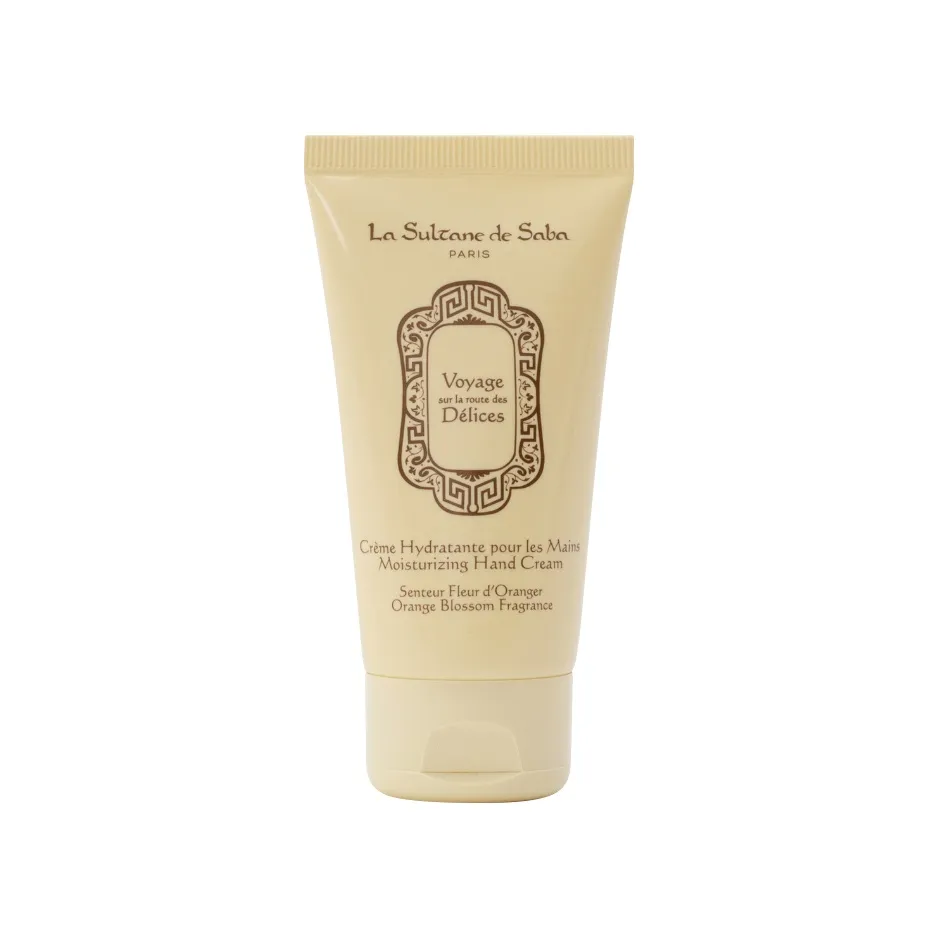 La Sultane de Saba
PARIS
Voyage
sur la route des
Délices
Crème Hydratante pour les Mains
Moisturizing Hand Cream
Senteur Fleur d'Oranger
Orange Blossom Fragrance